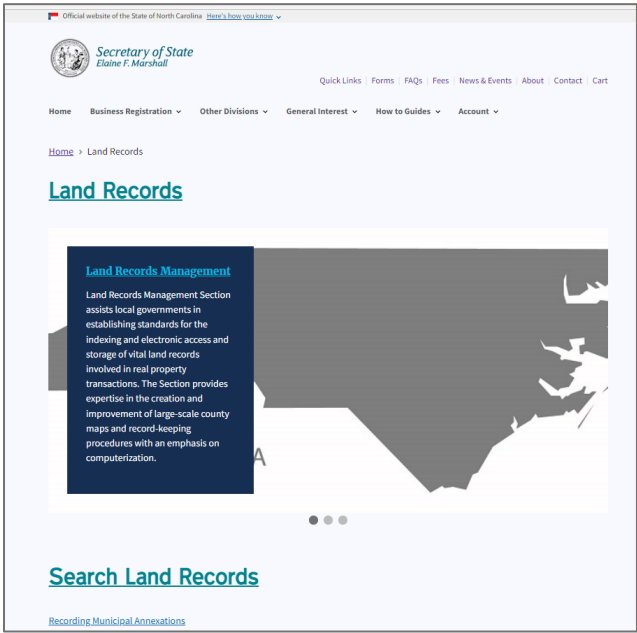 Official website of the State of North Carolina Here's how you know
Secretary of State
Elaine F. Marshall
Quick Links | Forms | FAQs | Fees | News & Events | About | Contact | Cart
Home Business Registration Other Divisions General Interest How to Guides Account
Home > Land Records
Land Records
Land Records Management
Land Records Management Section
assists local governments in
establishing standards for the
indexing and electronic access and
storage of vital land records
involved in real property
transactions. The Section provides
expertise in the creation and
improvement of large-scale county
maps and record-keeping
procedures with an emphasis on
computerization.
A
Search Land Records
Recording Municipal Annexations